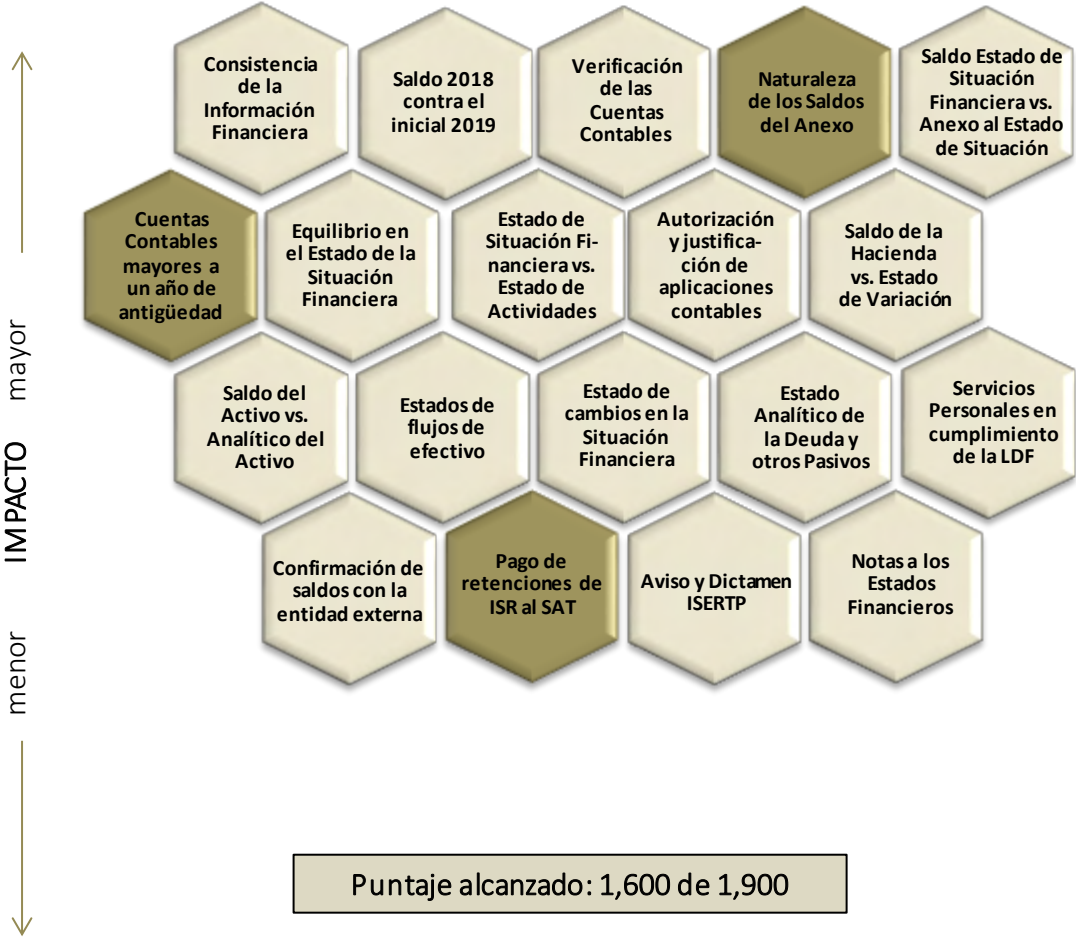 Consistencia
de la
Información
Financiera
Saldo 2018
contra el
inicial 2019
Verificación
de las
Cuentas
Contables
Naturaleza
de los Saldos
del Anexo
Saldo Estado de
Situación
Financiera vs.
Anexo al Estado
de Situación
Cuentas
Contables
mayores a
un año de
antigüedad
Equilibrio en
el Estado de la
Situación
Financiera
Estado de
Situación Fi-
nanciera vs.
Estado de
Actividades
Autorización
y justifica-
ción de
aplicaciones
contables
Saldo de la
Hacienda
vs. Estado
de Variación
Saldo del
Activo vs.
Analítico del
Activo
Estados de
flujos de
efectivo
Estado de
cambios en la
Situación
Financiera
Estado
Analítico de
la Deuda y
otros Pasivos
Servicios
Personales en
cumplimiento
de la LDF
Confirmación de
saldos con la
entidad externa
Pago de
retenciones de
ISR al SAT
Aviso y Dictamen
ISERTP
Notas a los
Estados
Financieros
menor IMPACTO mayor
Puntaje alcanzado: 1,600 de 1,900